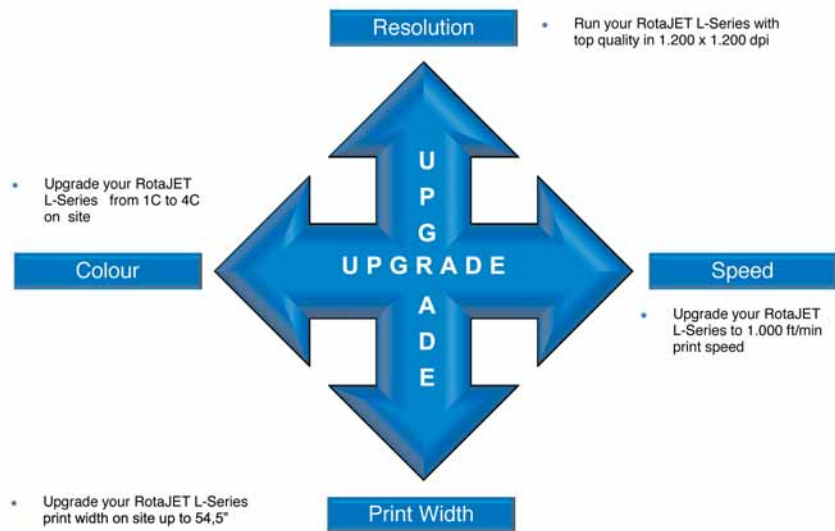 Resolution
• Run your RotaJET L-Series with
top quality in 1.200 x 1.200 dpi
• Upgrade your RotaJET
L-Series from 1C to 4C
on site
Colour
UPGRADE
UPGRADE
Speed
• Upgrade your RotaJET
L-Series to 1.000 ft/min
print speed
• Upgrade your RotaJET L-Series
print width on site up to 54,5"
Print Width